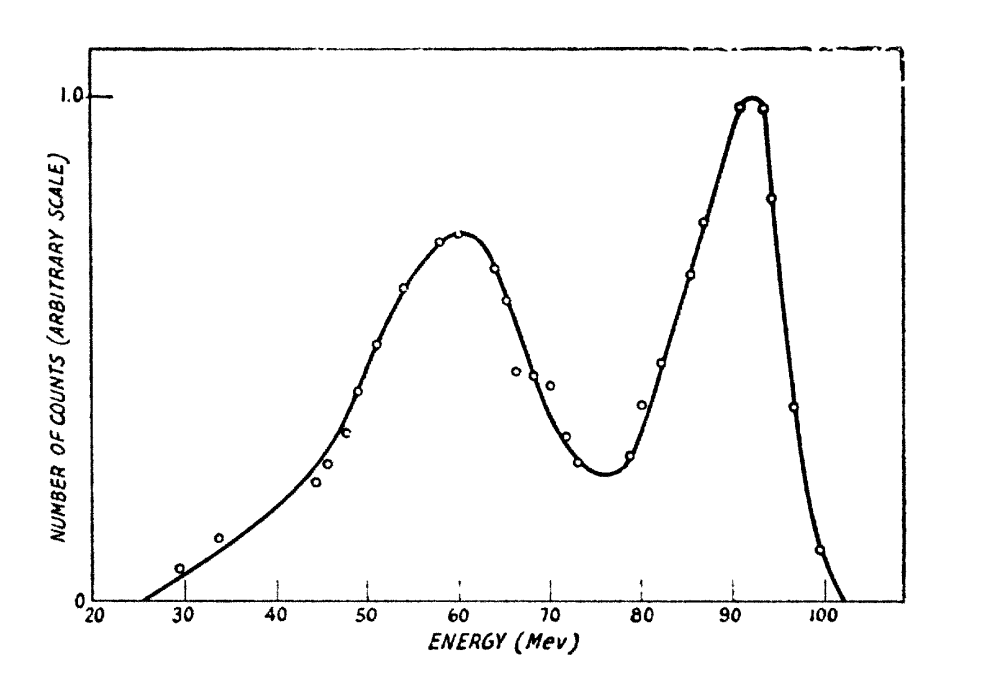 1.0
NUMBER OF COUNTS (ARBITRARY SCALE)
0
20 30 40 50 60 70 80 90 100
ENERGY (Mev)